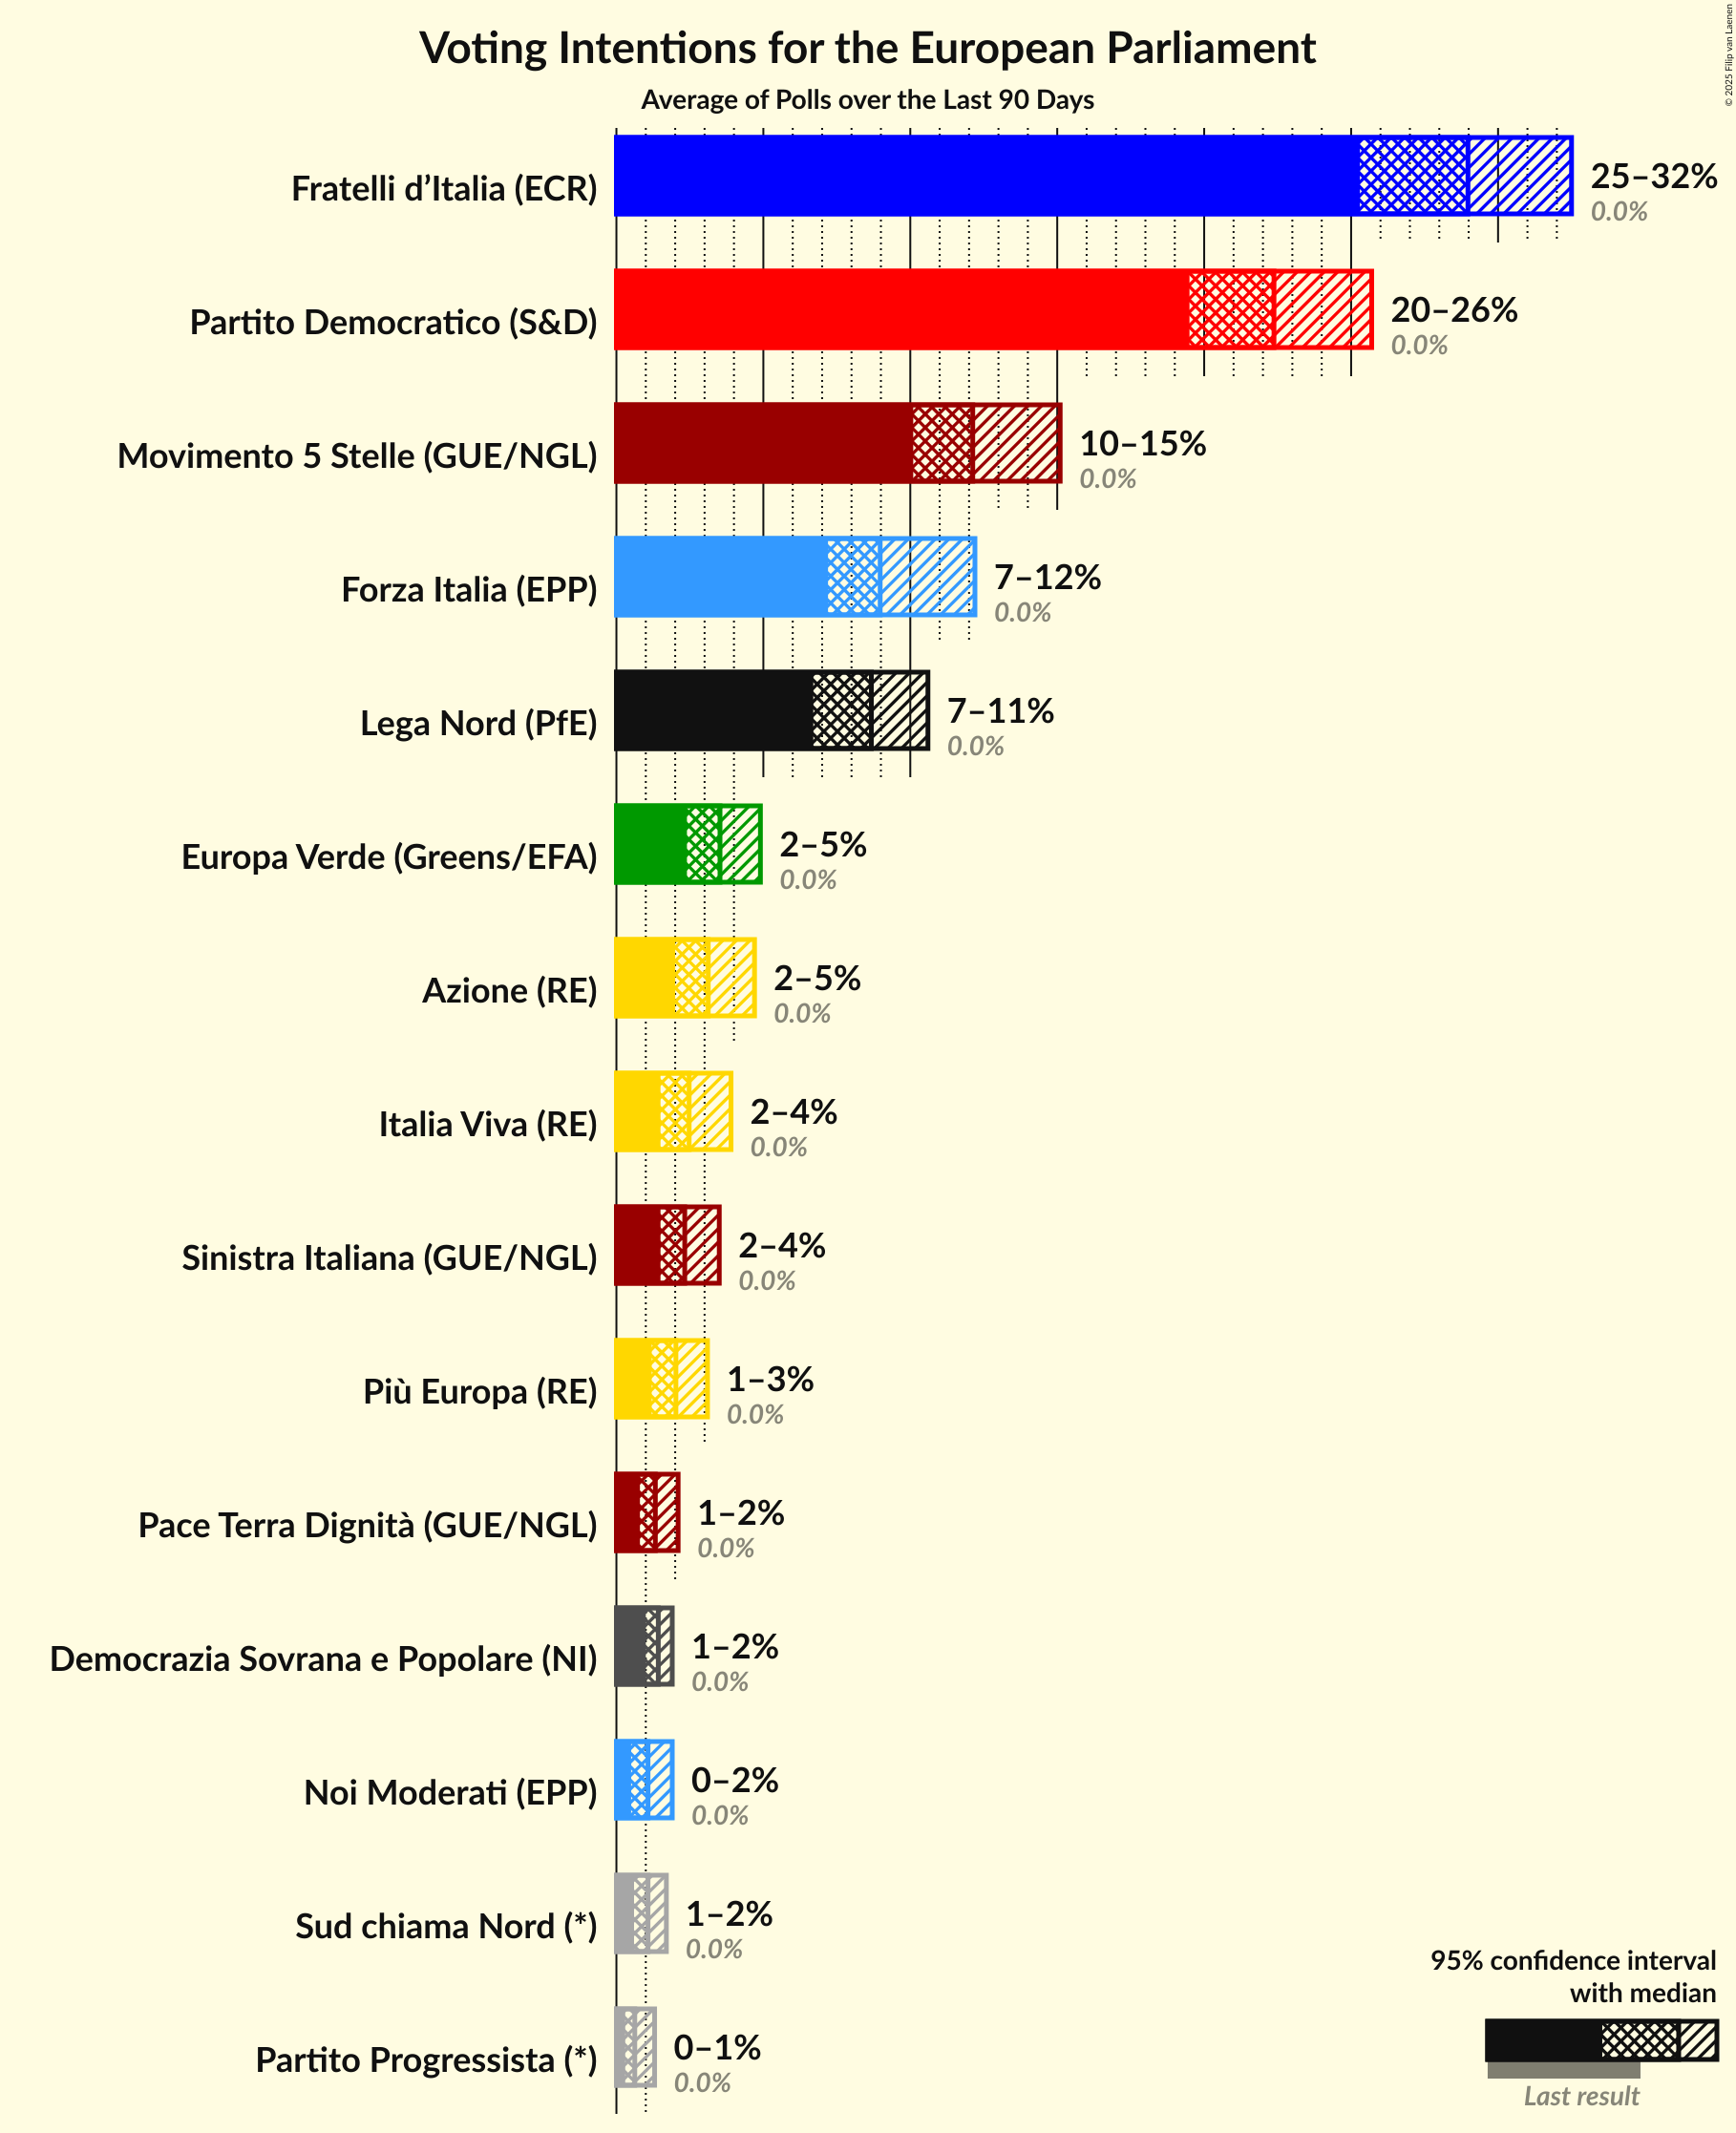 Voting Intentions for the European Parliament
Average of Polls over the Last 90 Days
© 2025 Filip van Laenen
Fratelli d’Italia (ECR)
25–32%
0.0%
Partito Democratico (S&D)
20–26%
0.0%
Movimento 5 Stelle (GUE/NGL)
10–15%
0.0%
Forza Italia (EPP)
7–12%
0.0%
Lega Nord (PfE)
7–11%
0.0%
Europa Verde (Greens/EFA)
2–5%
0.0%
Azione (RE)
2–5%
0.0%
Italia Viva (RE)
2–4%
0.0%
Sinistra Italiana (GUE/NGL)
2–4%
0.0%
Più Europa (RE)
1–3%
0.0%
Pace Terra Dignità (GUE/NGL)
1–2%
0.0%
Democrazia Sovrana e Popolare (NI)
1–2%
0.0%
Noi Moderati (EPP)
0–2%
0.0%
Sud chiama Nord (*)
1–2%
0.0%
Partito Progressista (*)
0–1%
0.0%
95% confidence interval
with median
Last result